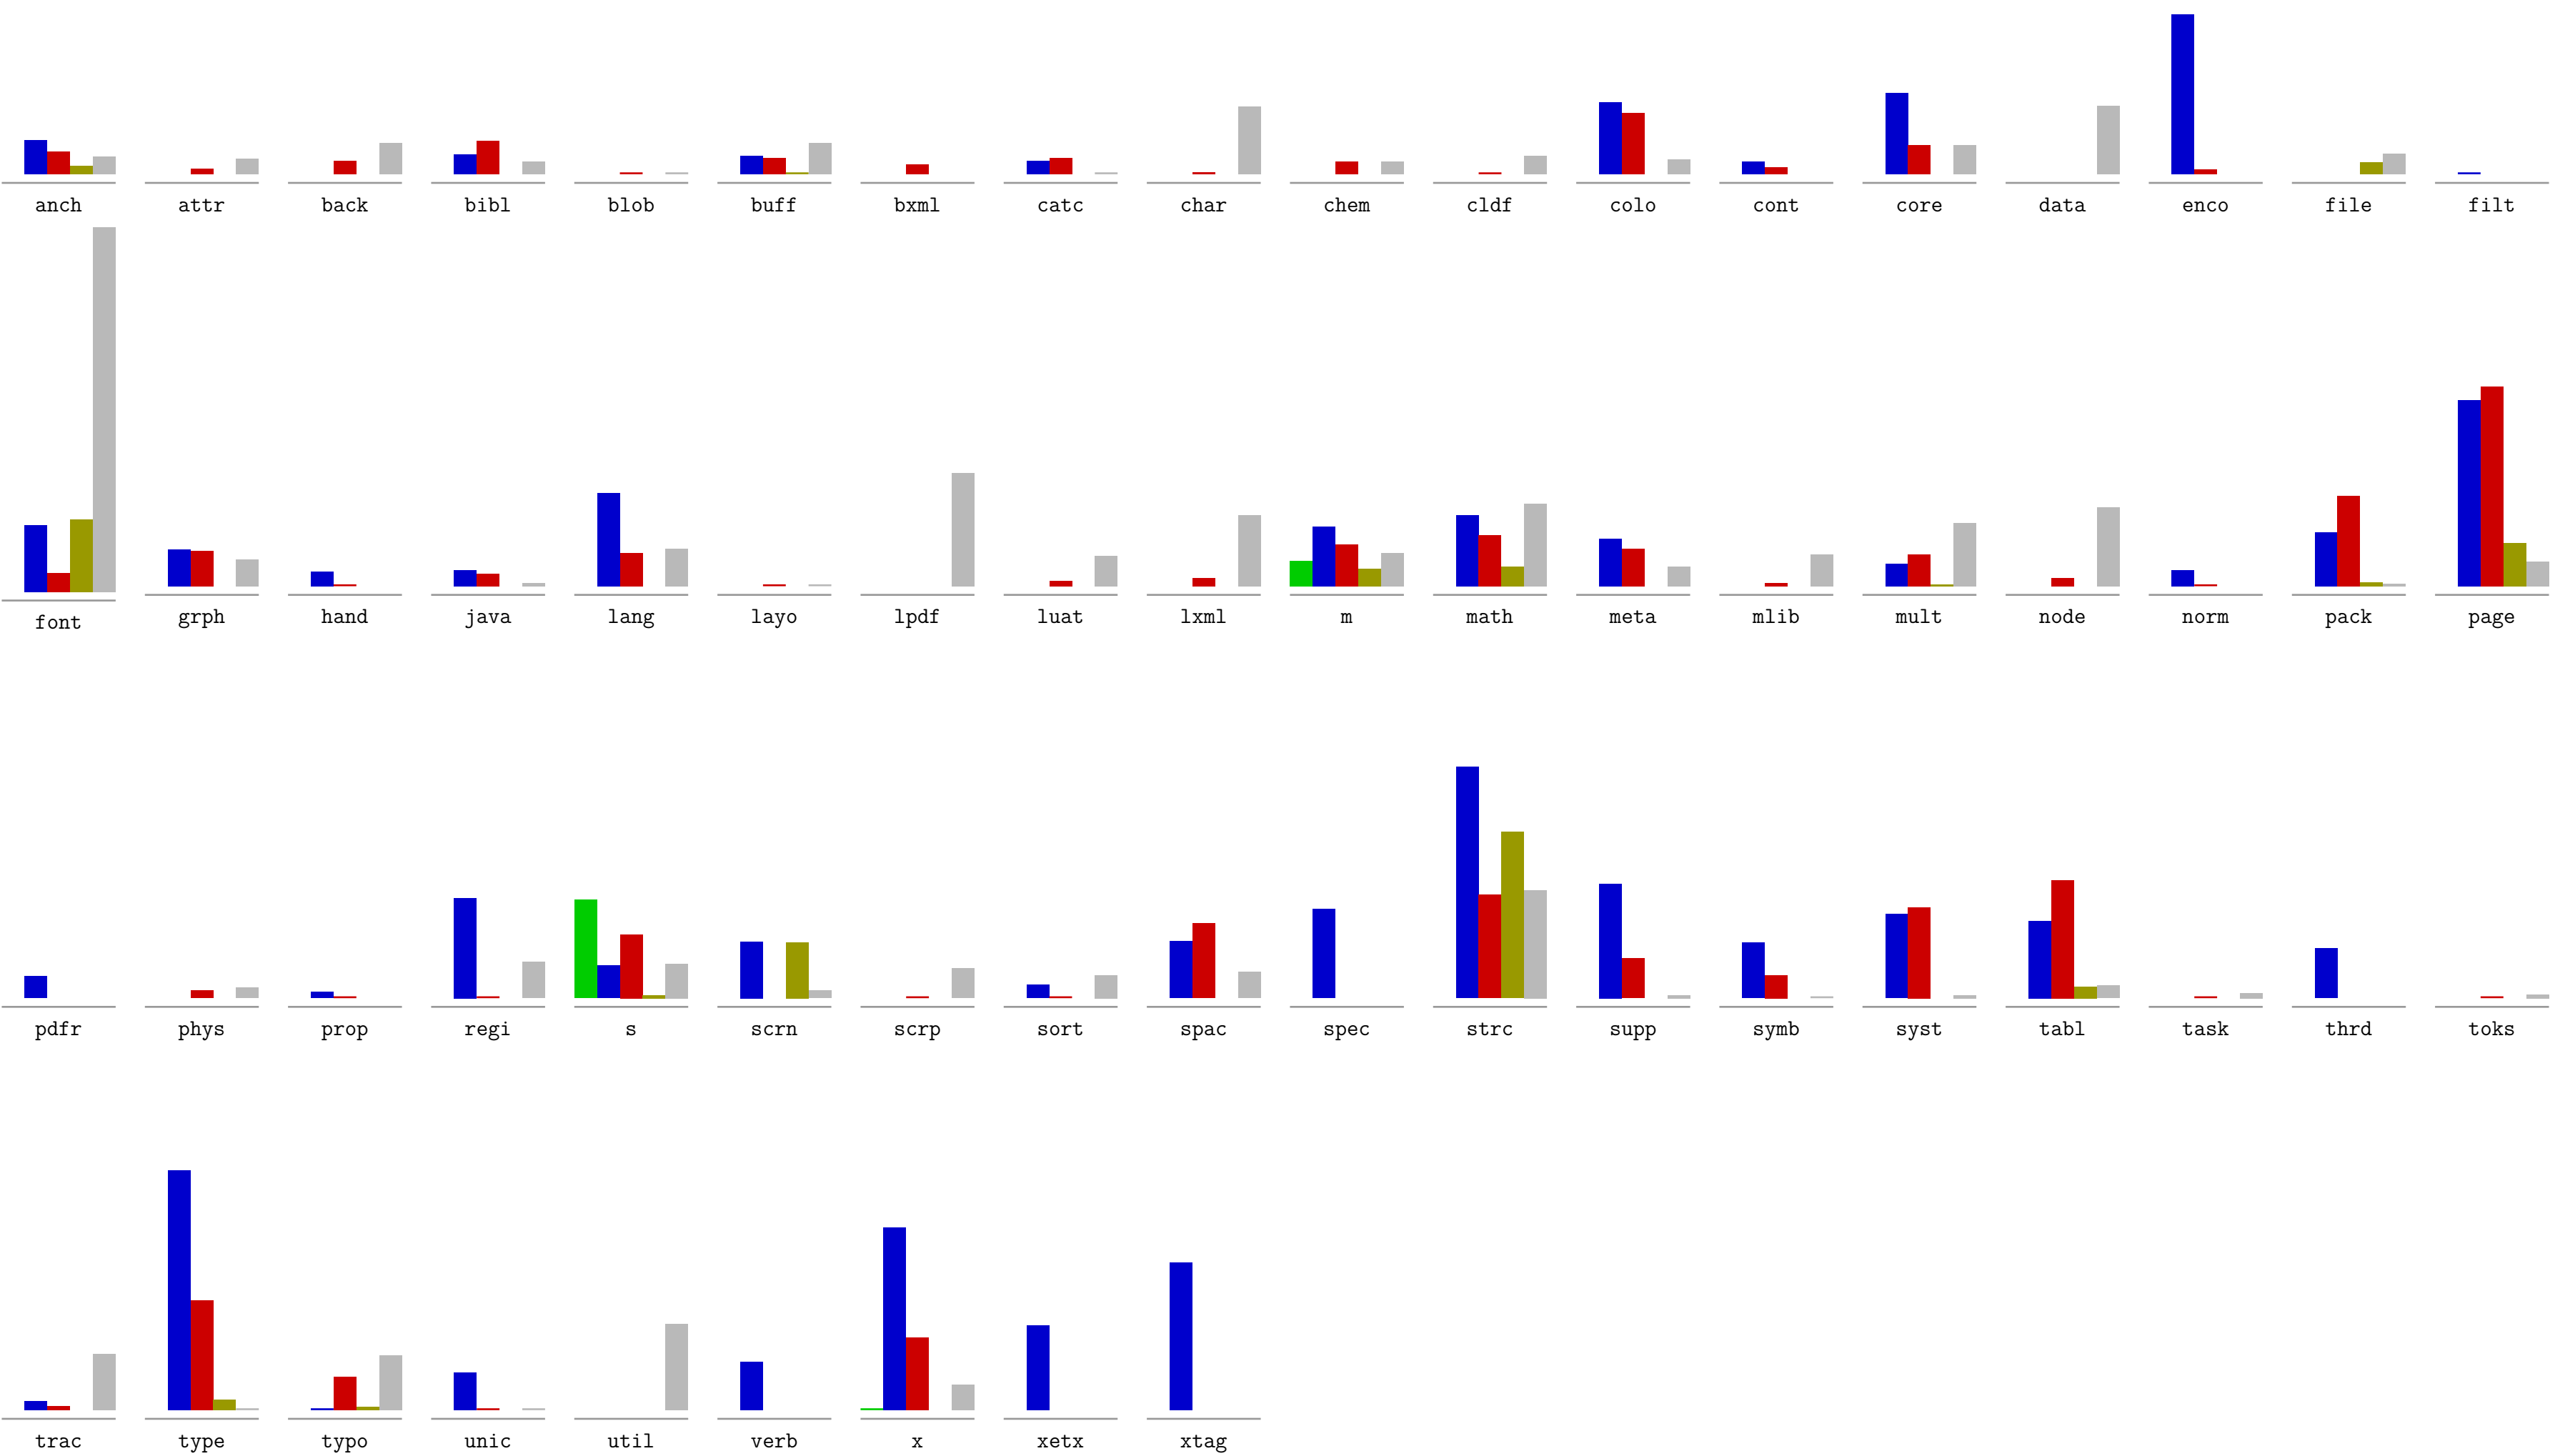 anch attr back bibl blob buff bxml catc char chem cldf colo cont core data enco file filt
font grph hand java lang layo lpdf luat lxml m math meta mlib mult node norm pack page
pdfr phys prop regi s scrn scrp sort spac spec strc supp symb syst tabl task thrd toks
trac type typo unic util verb x xetx xtag